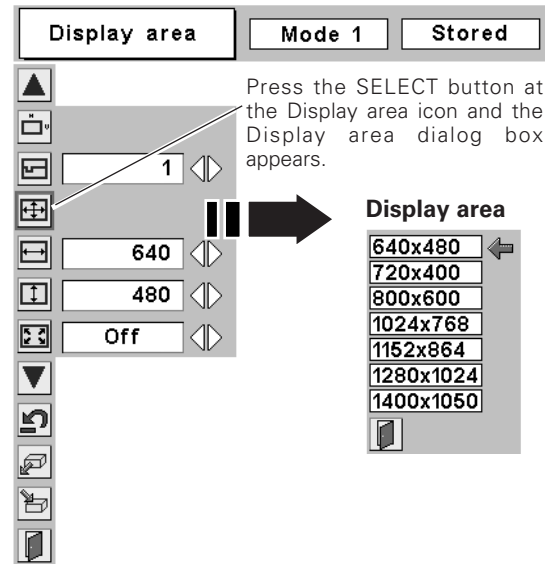 Display area
Mode 1
Stored
Press the SELECT button at
the Display area icon and the
Display area dialog box
appears.
H
V
1
640
480
Off
Display area
640x480
720x400
800x600
1024x768
1152x864
1280x1024
1400x1050